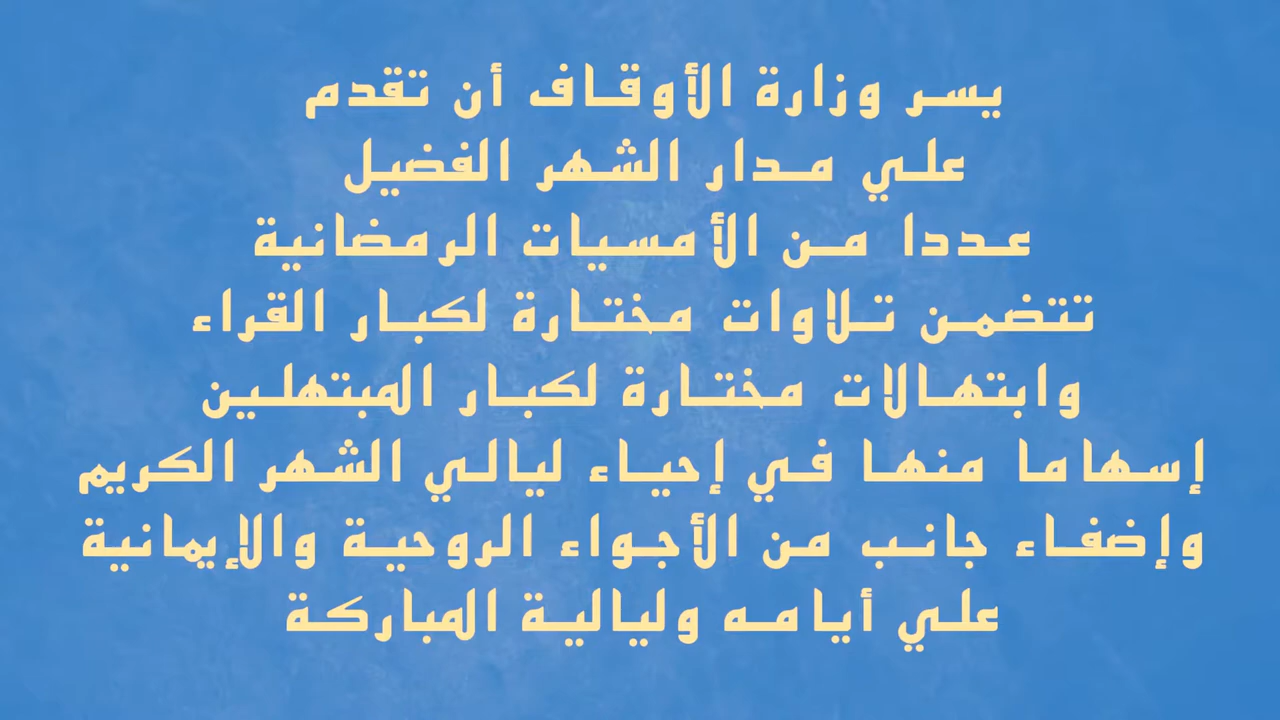 يسر وزارة الأوقاف أن تقدم
علي مدار الشهر الفضيل
عددا من الأمسيات الرمضانية
تتضمن تلاوات مختارة لكبار القراء
وابتهالات مختارة لكبار المبتهلين
إسهاما منها في إحياء ليالي الشهر الكريم
وإضفاء جانب من الأجواء الروحية والإيمانية
علي أيامه وليالية المباركة